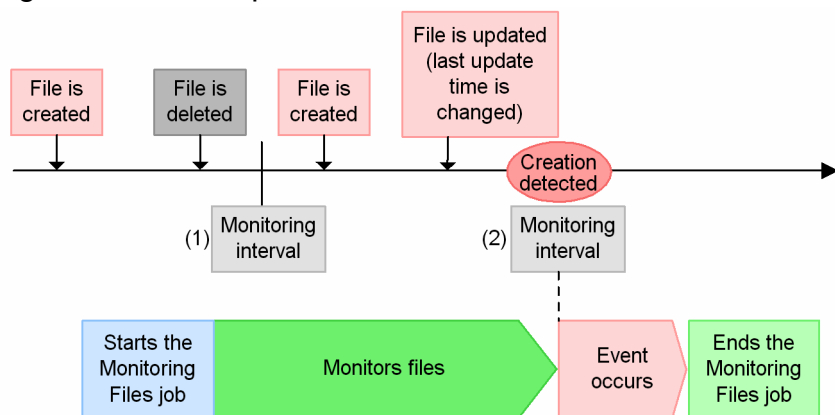 File is updated
(last update
time is
changed)
File is
created
File is
deleted
File is
created
Creation
detected
(1)
Monitoring
interval
(2)
Monitoring
interval
Starts the
Monitoring
Files job
Monitors files
Event
occurs
Ends the
Monitoring
Files job